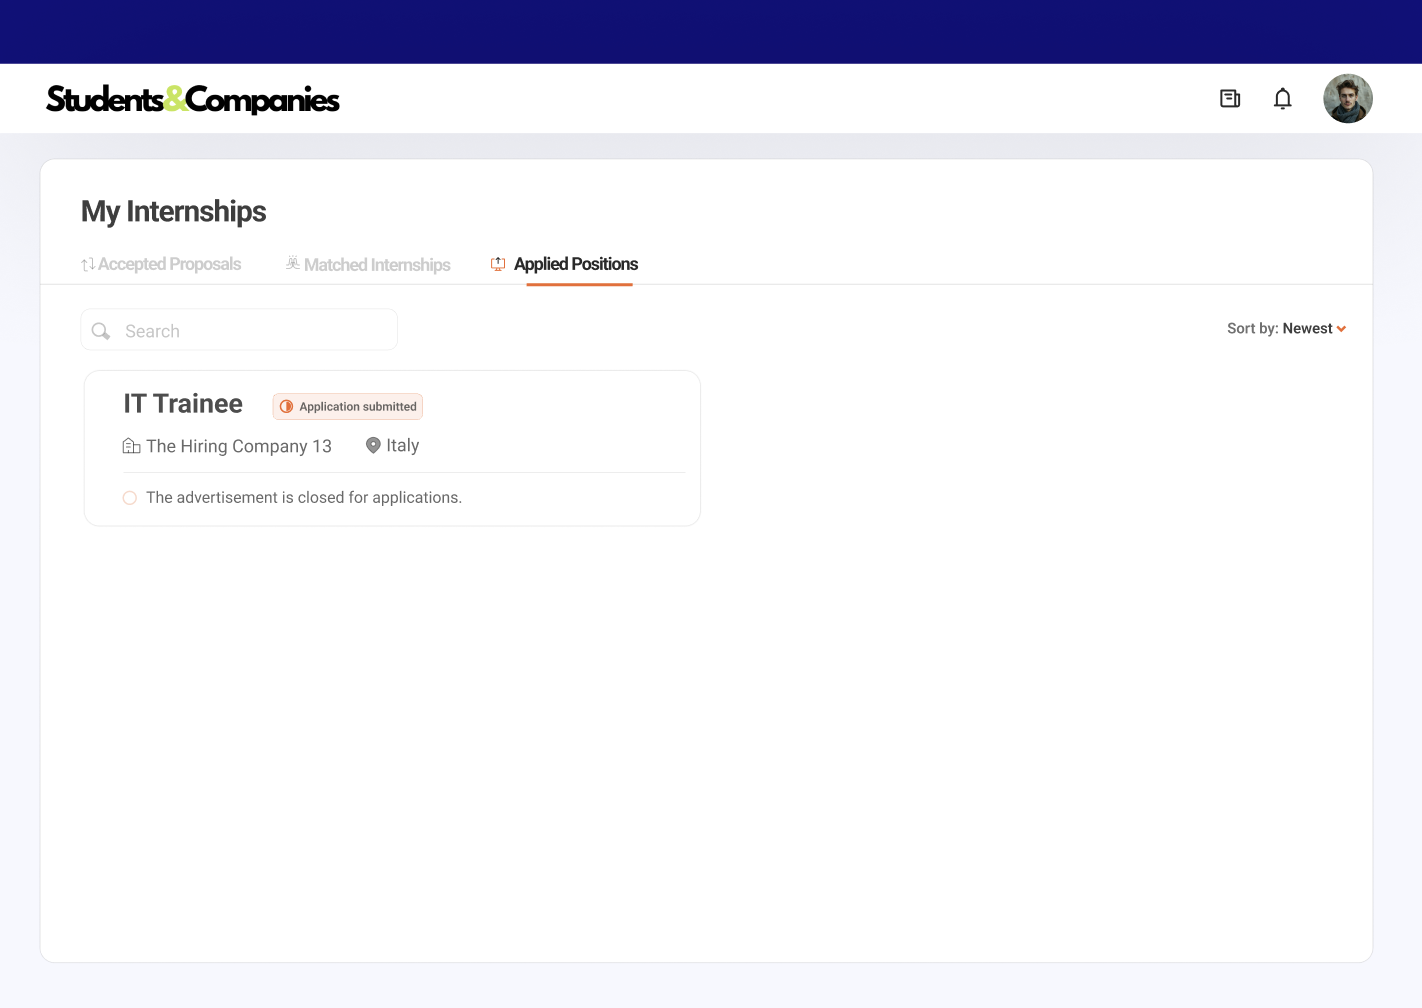 Students&Companies
My Internships
Accepted Proposals
Matched Internships
Applied Positions
Search
Sort by: Newest
IT Trainee
Application submitted
The Hiring Company 13
Italy
The advertisement is closed for applications.